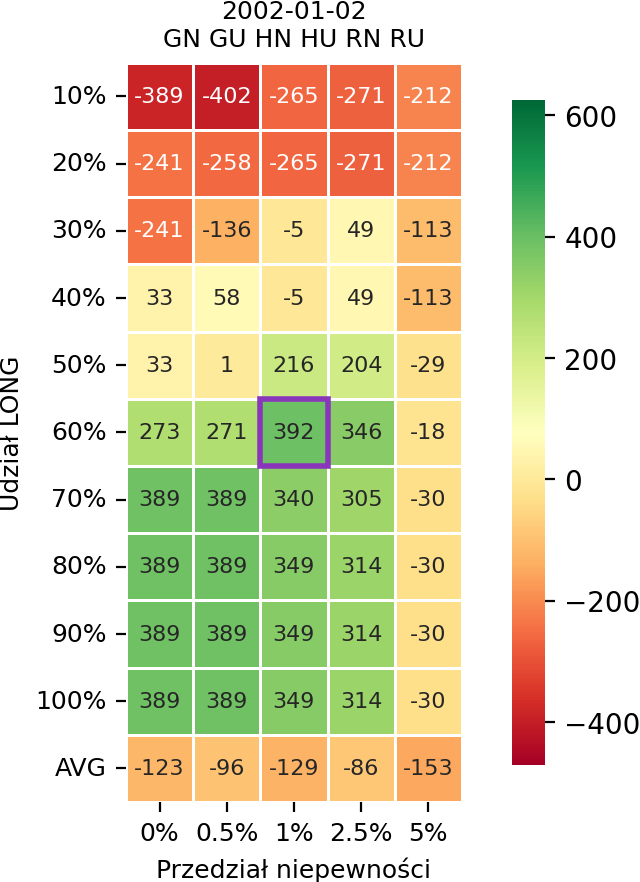 2002-01-02
GN GU HN HU RN RU
10% -389 -402 -265 -271 -212
20% -241 -258 -265 -271 -212
30% -241 -136 -5 49 -113
40% 33 58 -5 49 -113
50% 33 1 216 204 -29
60% 273 271 392 346 -18
70% 389 389 340 305 -30
80% 389 389 349 314 -30
90% 389 389 349 314 -30
100% 389 389 349 314 -30
AVG -123 -96 -129 -86 -153
0% 0.5% 1% 2.5% 5%
Przedział niepewności
Udział LONG
600
400
200
0
−200
−400